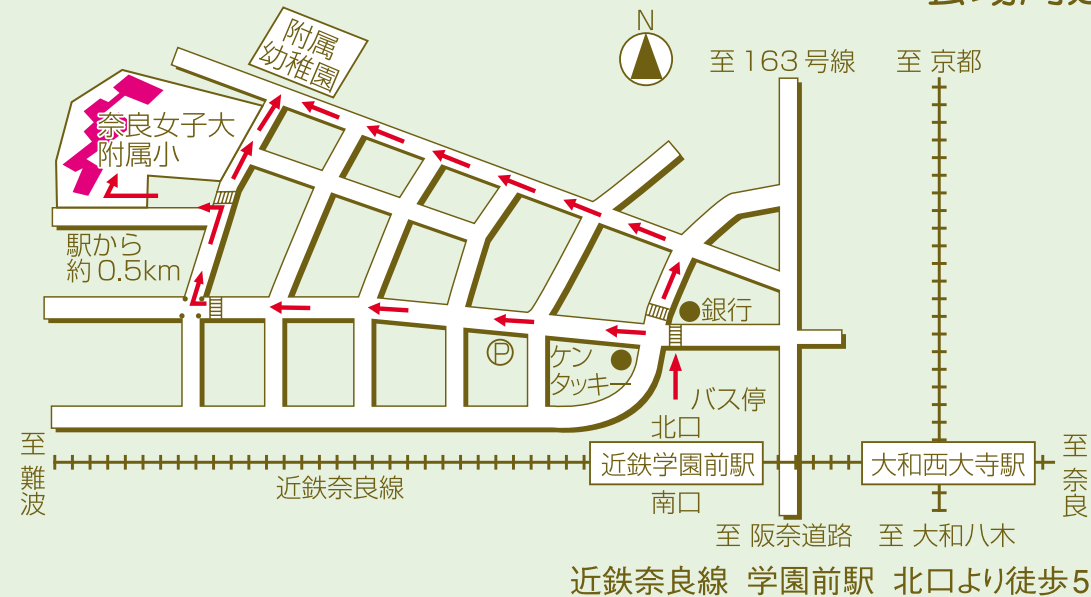 附属
幼稚園
N
至 163 号線
至 京都
奈良女子大
附属小
駅から
約 0.5km
銀行
P
ケン
タッキー
バス停
北口
至 難波
近鉄学園前駅
大和西大寺駅
至 奈良
近鉄奈良線
南口
至 阪奈道路
至 大和八木
近鉄奈良線 学園前駅 北口より徒歩5